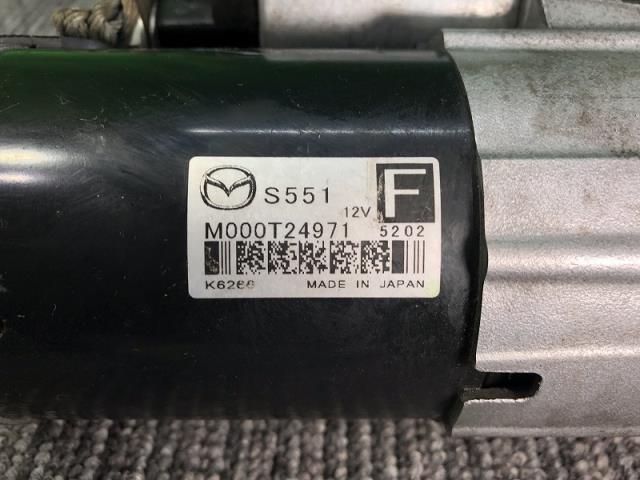 S551
12V F
M000T24971 5202
K6266 MADE IN JAPAN